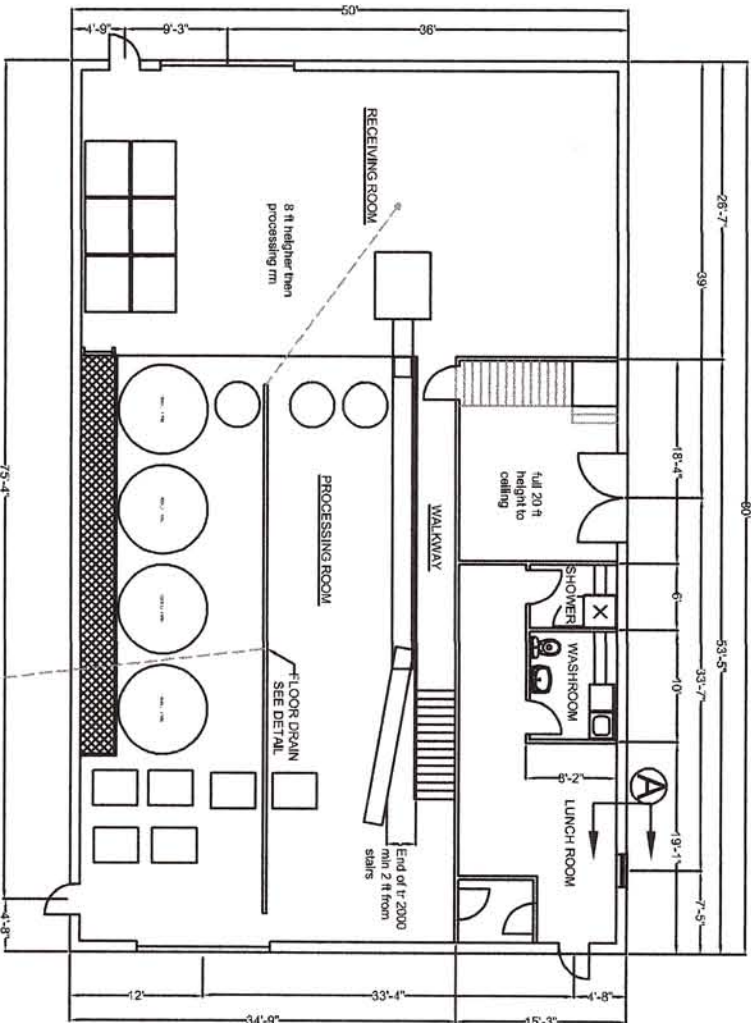 50'
4'-9"
9'-3"
36'
80'
26'-7"
53'-5"
39'
33'-7"
7'-5"
18'-4"
6'
10'
19'-1"
75'-4"
4'-8"
RECEIVING ROOM
8 ft heigher then
processing rm
full 20 ft
height to
ceiling
WALKWAY
PROCESSING ROOM
SHOWER
WASHROOM
FLOOR DRAIN
SEE DETAIL
6'-2"
A
LUNCH ROOM
End of tr 2000
min 2 ft from
stairs
12'
33'-4"
4'-8"
34'-9"
15'-3"